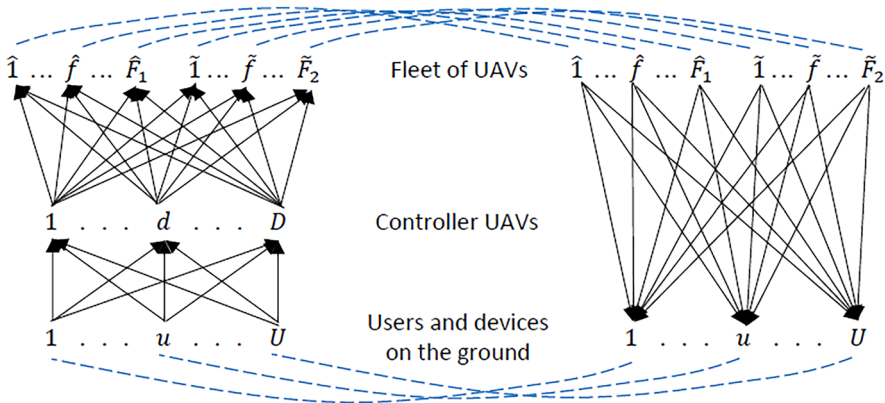 1̂ ... f̂ ... F̂₁ 1̃ ... f̃ ... F̃₂ Fleet of UAVs 1̂ ... f̂ ... F̂₁ 1̃ ... f̃ ... F̃₂
1 . . . d . . . D Controller UAVs
Users and devices
on the ground
1 . . . . u . . . . U 1 . . . . u . . . . U